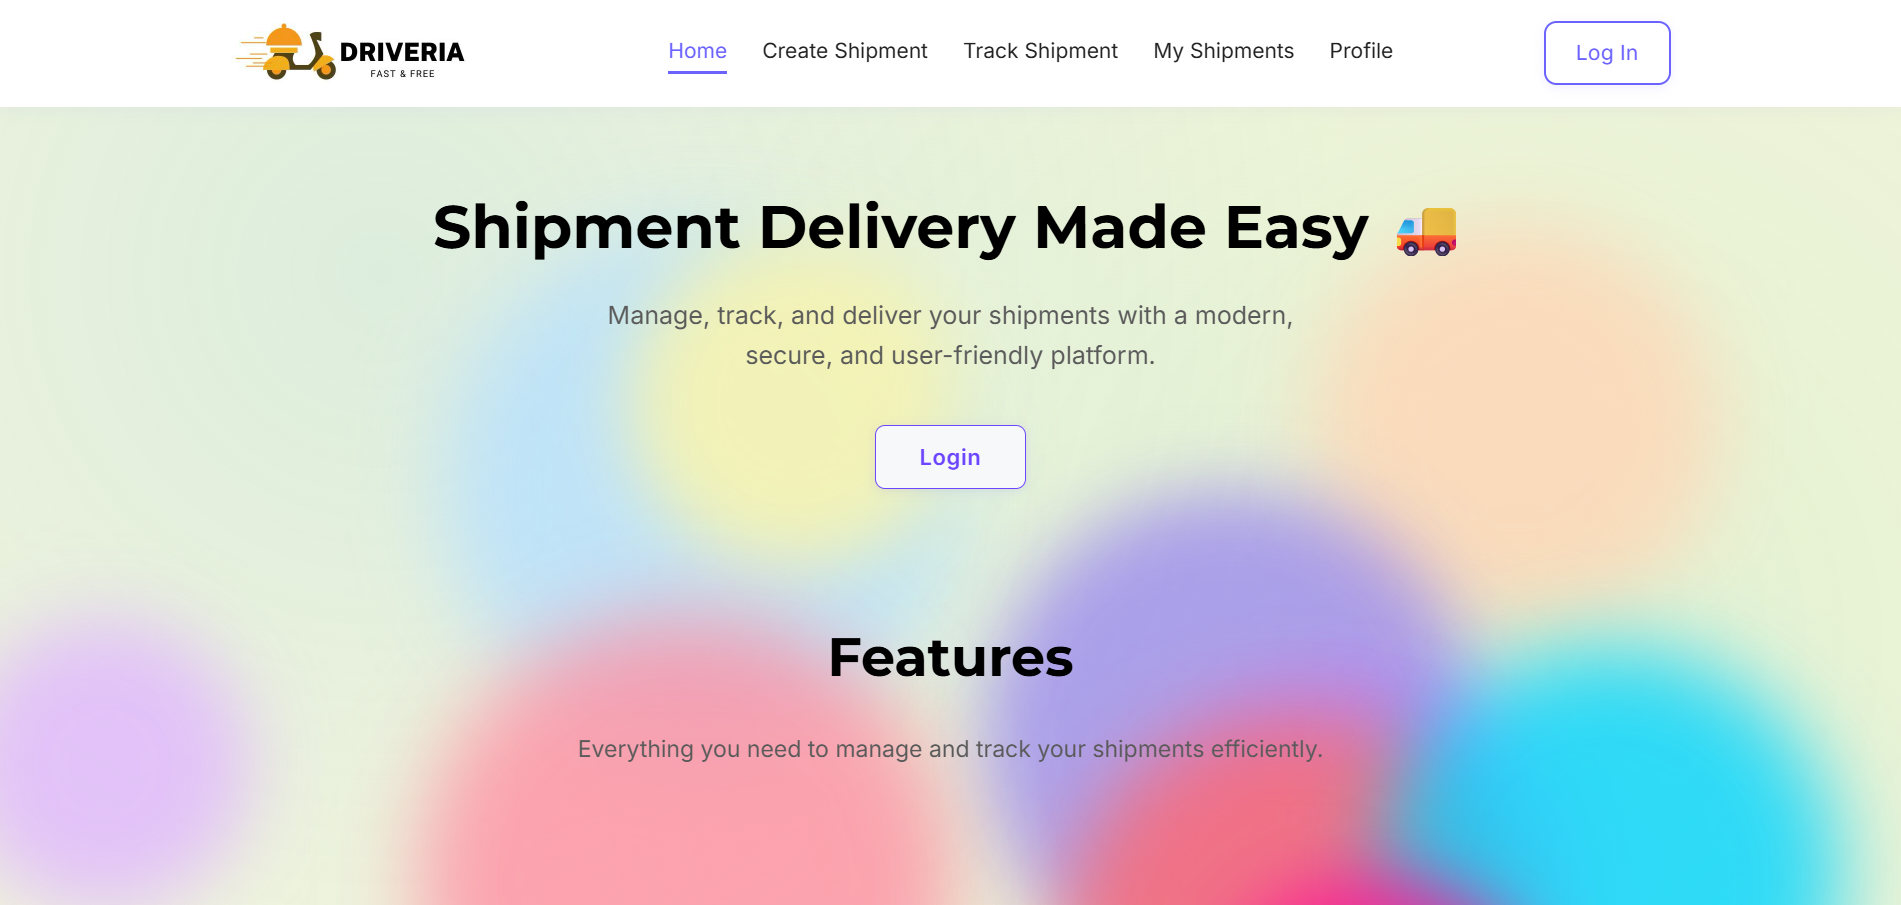 DRIVERIA
FAST & FREE
Home
Create Shipment
Track Shipment
My Shipments
Profile
Log In
Shipment Delivery Made Easy
Manage, track, and deliver your shipments with a modern,
secure, and user-friendly platform.
Login
Features
Everything you need to manage and track your shipments efficiently.